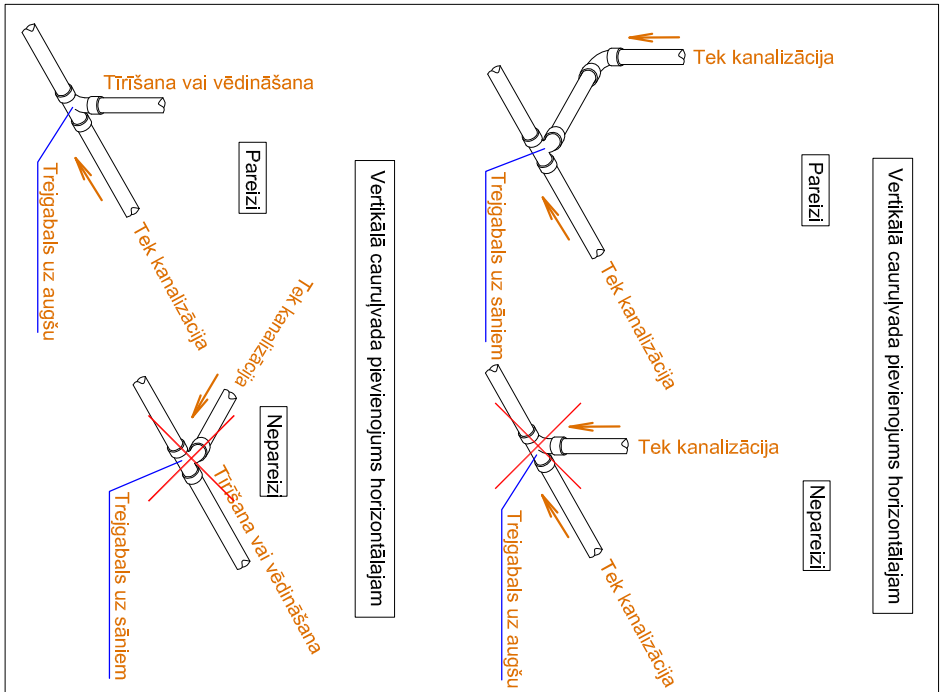 Vertikālā cauruļvada pievienojums horizontālajam
Pareizi
Tek kanalizācija
Tek kanalizācija
Trejgabals uz sāniem
Nepareizi
Tek kanalizācija
Tek kanalizācija
Trejgabals uz augšu
Vertikālā cauruļvada pievienojums horizontālajam
Pareizi
Tīrīšana vai vēdināšana
Tek kanalizācija
Trejgabals uz augšu
Nepareizi
Tek kanalizācija
Tīrīšana vai vēdināšana
Trejgabals uz sāniem